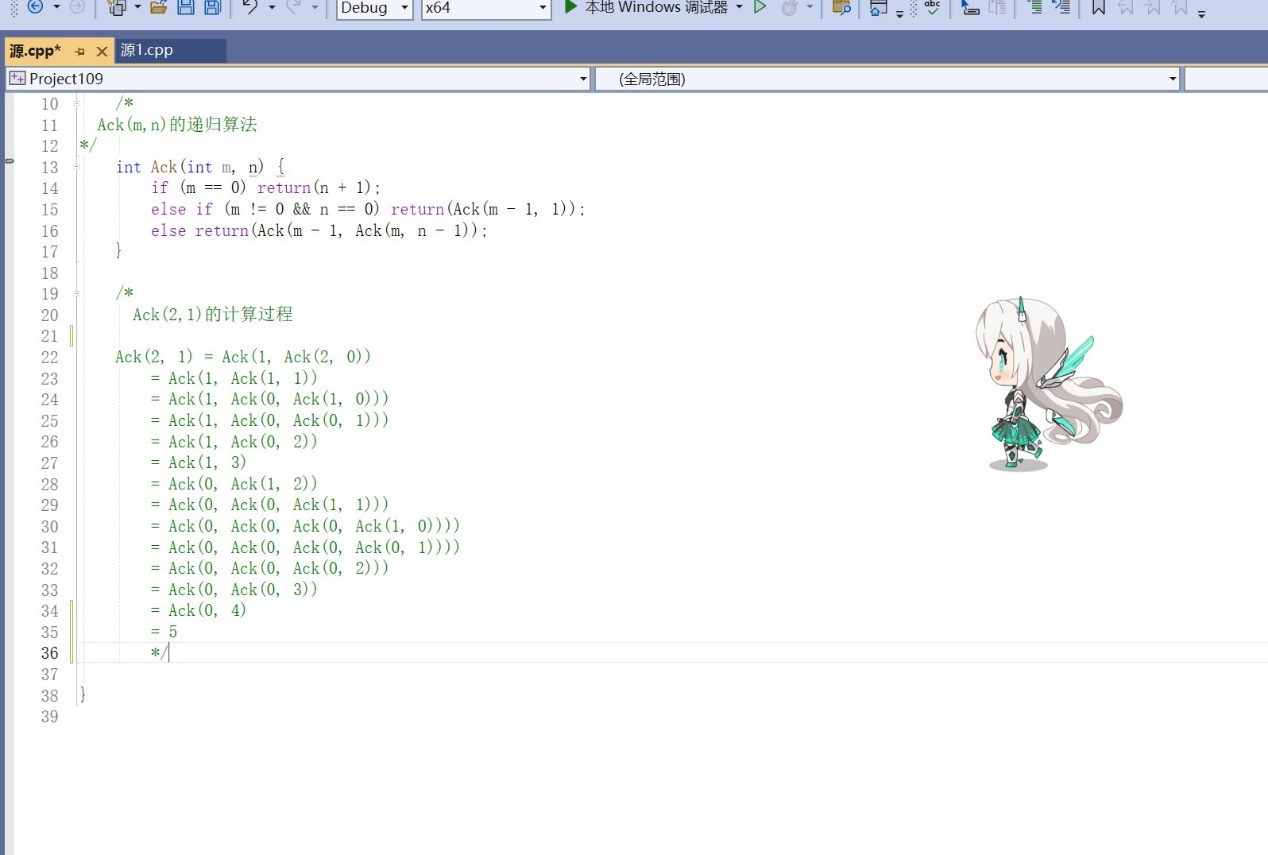 Debug x64 本地 Windows 调试器 abc
源.cpp* 源1.cpp
Project109 (全局范围)
10 /*
11 Ack(m,n)的递归算法
12 */
13 int Ack(int m, n) {
14 if (m == 0) return(n + 1);
15 else if (m != 0 && n == 0) return(Ack(m - 1, 1));
16 else return(Ack(m - 1, Ack(m, n - 1));
17 }
18
19 /*
20 Ack(2,1)的计算过程
21
22 Ack(2, 1) = Ack(1, Ack(2, 0))
23 = Ack(1, Ack(1, 1))
24 = Ack(1, Ack(0, Ack(1, 0)))
25 = Ack(1, Ack(0, Ack(0, 1)))
26 = Ack(1, Ack(0, 2))
27 = Ack(1, 3)
28 = Ack(0, Ack(1, 2))
29 = Ack(0, Ack(0, Ack(1, 1)))
30 = Ack(0, Ack(0, Ack(0, Ack(1, 0))))
31 = Ack(0, Ack(0, Ack(0, Ack(0, 1))))
32 = Ack(0, Ack(0, Ack(0, 2)))
33 = Ack(0, Ack(0, 3))
34 = Ack(0, 4)
35 = 5
36 */
37
38 }
39